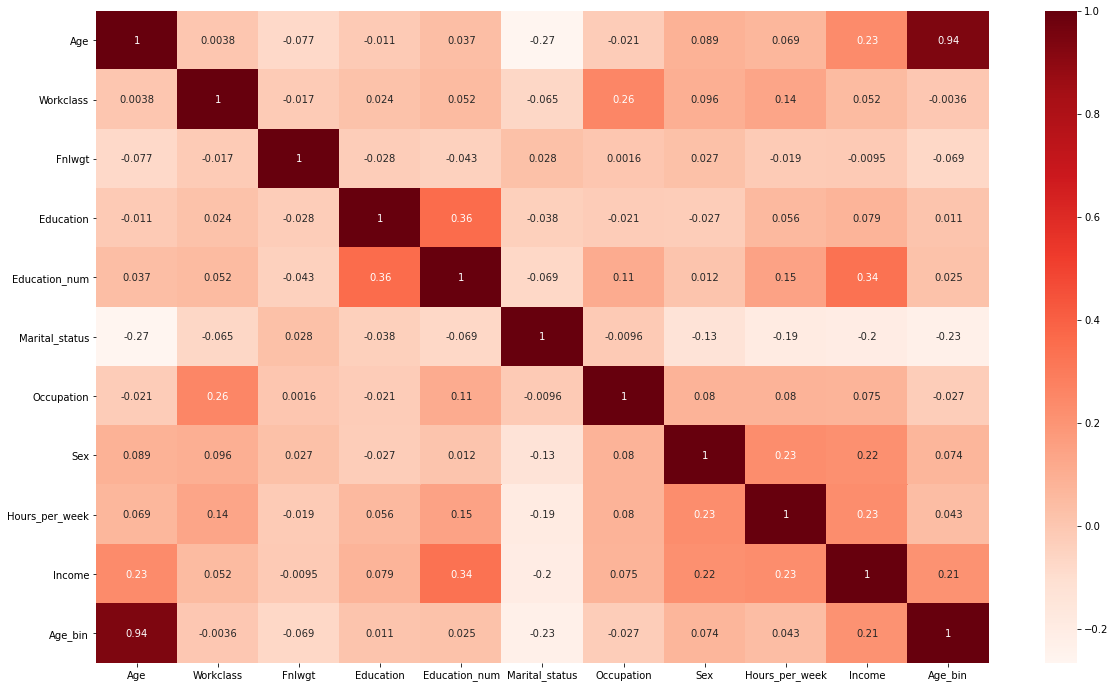 Age 1 0.0038 -0.077 -0.011 0.037 -0.27 -0.021 0.089 0.069 0.23 0.94
Workclass 0.0038 1 -0.017 0.024 0.052 -0.065 0.26 0.096 0.14 0.052 -0.0036
Fnlwgt -0.077 -0.017 1 -0.028 -0.043 0.028 0.0016 0.027 -0.019 -0.0095 -0.069
Education -0.011 0.024 -0.028 1 0.36 -0.038 -0.021 -0.027 0.056 0.079 0.011
Education_num 0.037 0.052 -0.043 0.36 1 -0.069 0.11 0.012 0.15 0.34 0.025
Marital_status -0.27 -0.065 0.028 -0.038 -0.069 1 -0.0096 -0.13 -0.19 -0.2 -0.23
Occupation -0.021 0.26 0.0016 -0.021 0.11 -0.0096 1 0.08 0.08 0.075 -0.027
Sex 0.089 0.096 0.027 -0.027 0.012 -0.13 0.08 1 0.23 0.22 0.074
Hours_per_week 0.069 0.14 -0.019 0.056 0.15 -0.19 0.08 0.23 1 0.23 0.043
Income 0.23 0.052 -0.0095 0.079 0.34 -0.2 0.075 0.22 0.23 1 0.21
Age_bin 0.94 -0.0036 -0.069 0.011 0.025 -0.23 -0.027 0.074 0.043 0.21 1
Age Workclass Fnlwgt Education Education_num Marital_status Occupation Sex Hours_per_week Income Age_bin
1.0
0.8
0.6
0.4
0.2
0.0
−0.2